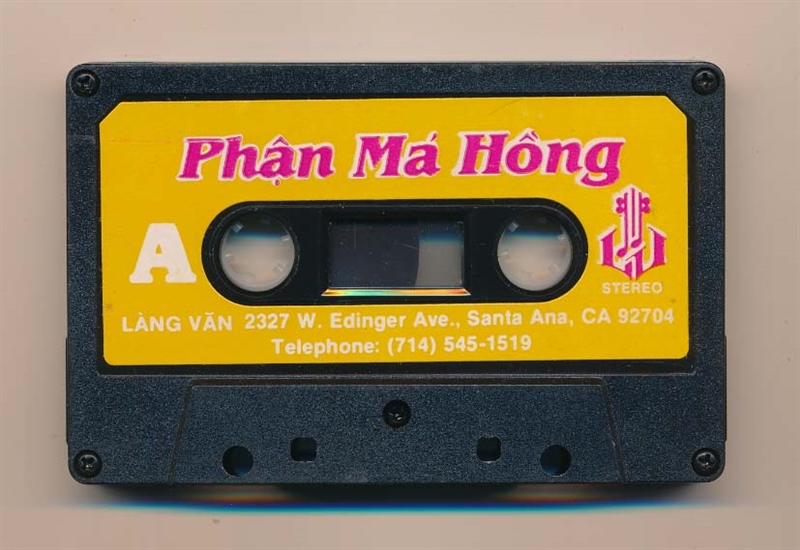 Phận Má Hồng
A
STEREO
LÀNG VĂN 2327 W. Edinger Ave., Santa Ana, CA 92704
Telephone: (714) 545-1519